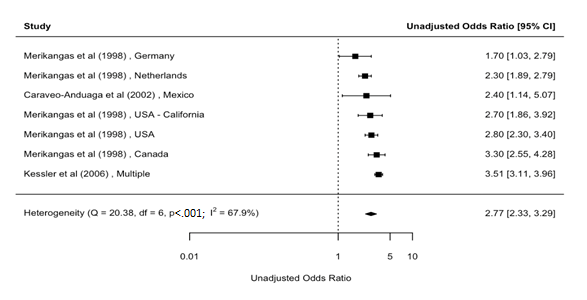 Study Unadjusted Odds Ratio [95% CI]
Merikangas et al (1998) , Germany 1.70 [1.03, 2.79]
Merikangas et al (1998) , Netherlands 2.30 [1.89, 2.79]
Caraveo-Anduaga et al (2002) , Mexico 2.40 [1.14, 5.07]
Merikangas et al (1998) , USA - California 2.70 [1.86, 3.92]
Merikangas et al (1998) , USA 2.80 [2.30, 3.40]
Merikangas et al (1998) , Canada 3.30 [2.55, 4.28]
Kessler et al (2006) , Multiple 3.51 [3.11, 3.96]
Heterogeneity (Q = 20.38, df = 6, p<.001; I² = 67.9%) 2.77 [2.33, 3.29]
0.01 1 5 10
Unadjusted Odds Ratio